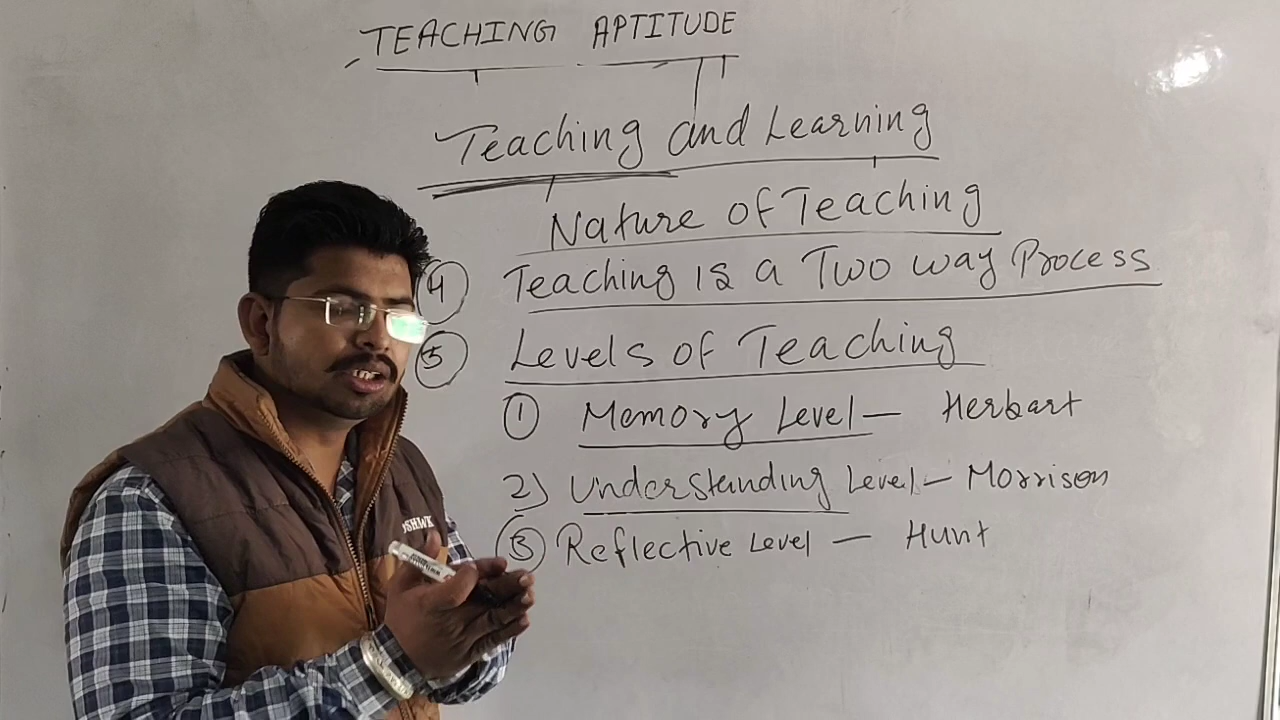 TEACHING APTITUDE
Teaching and Learning
Nature of Teaching
4 Teaching is a Two way Process
5 Levels of Teaching
1 Memory Level — Herbart
2) Understanding Level — Morrison
3 Reflective Level — Hunt